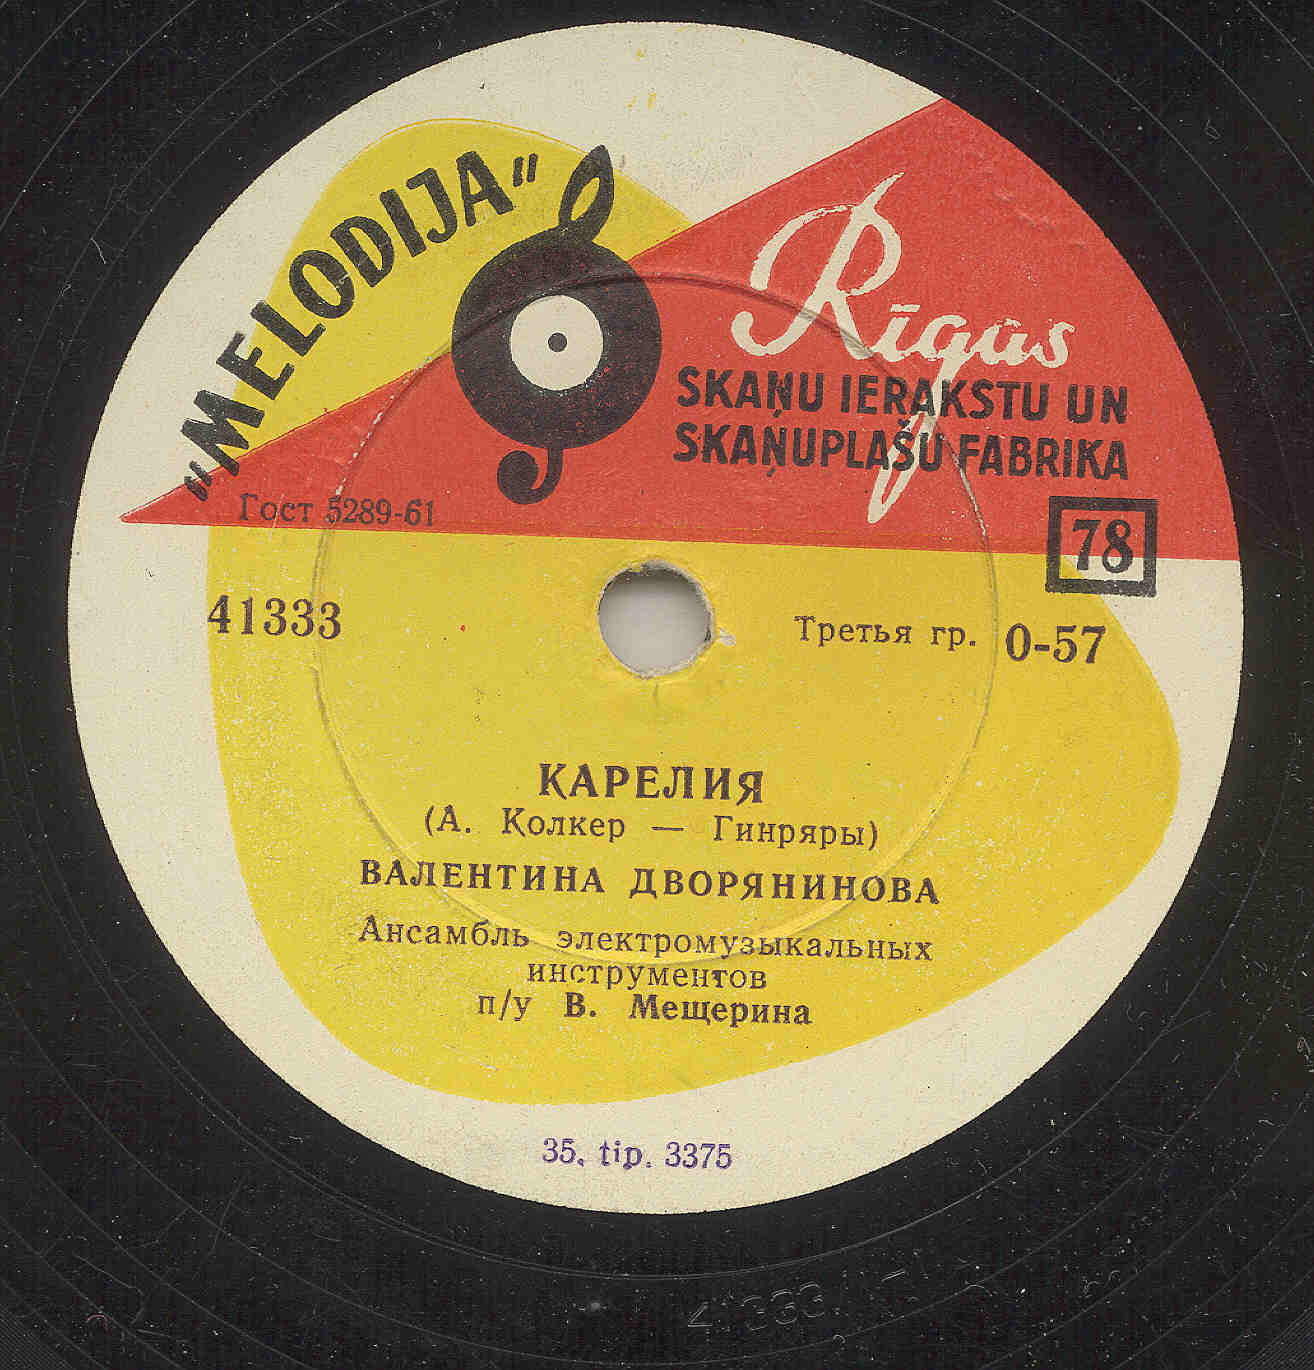 „MELODIJA“
Rīgas
SKAŅU IERAKSTU UN
SKAŅUPLAŠU FABRIKA
Гост 5289-61
78
41333
Третья гр. 0-57
КАРЕЛИЯ
(А. Колкер — Гинряры)
ВАЛЕНТИНА ДВОРЯНИНОВА
Ансамбль электромузыкальных
инструментов
п/у В. Мещерина
35. tip. 3375
41333